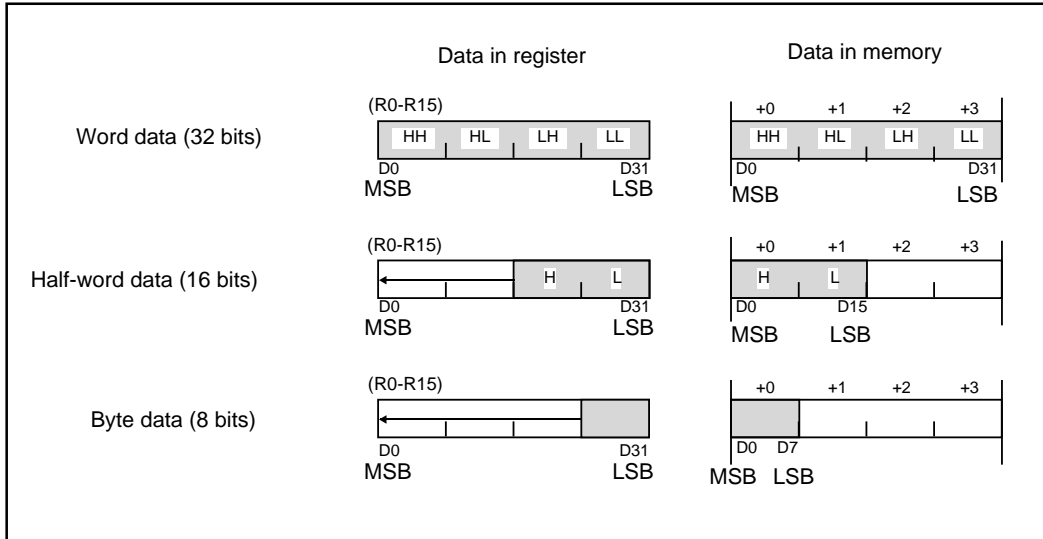 Data in register
Data in memory
Word data (32 bits)
(R0-R15)
HH HL LH LL
D0 D31
MSB LSB
+0 +1 +2 +3
HH HL LH LL
D0 D31
MSB LSB
Half-word data (16 bits)
(R0-R15)
H L
D0 D31
MSB LSB
+0 +1 +2 +3
H L
D0 D15
MSB LSB
Byte data (8 bits)
(R0-R15)
D0 D31
MSB LSB
+0 +1 +2 +3
D0 D7
MSB LSB